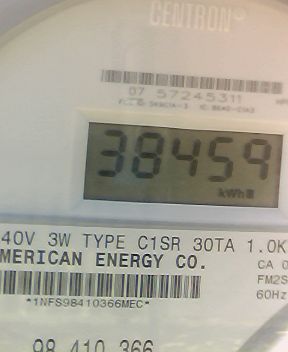 CENTRON®
07 57245311
38459
kWh
40V 3W TYPE C1SR 30TA 1.0K
MERICAN ENERGY CO.
CA 0
FM2S
60Hz
*1NFS98410366MEC*
98 410 366